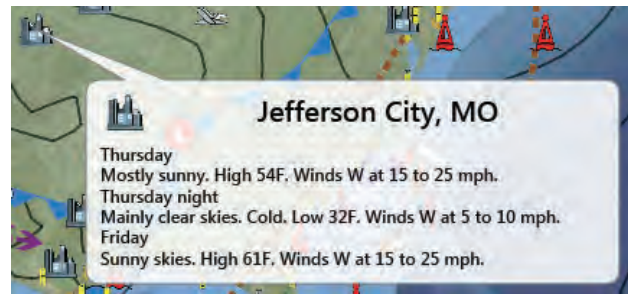 Jefferson City, MO
Thursday
Mostly sunny. High 54F. Winds W at 15 to 25 mph.
Thursday night
Mainly clear skies. Cold. Low 32F. Winds W at 5 to 10 mph.
Friday
Sunny skies. High 61F. Winds W at 15 to 25 mph.